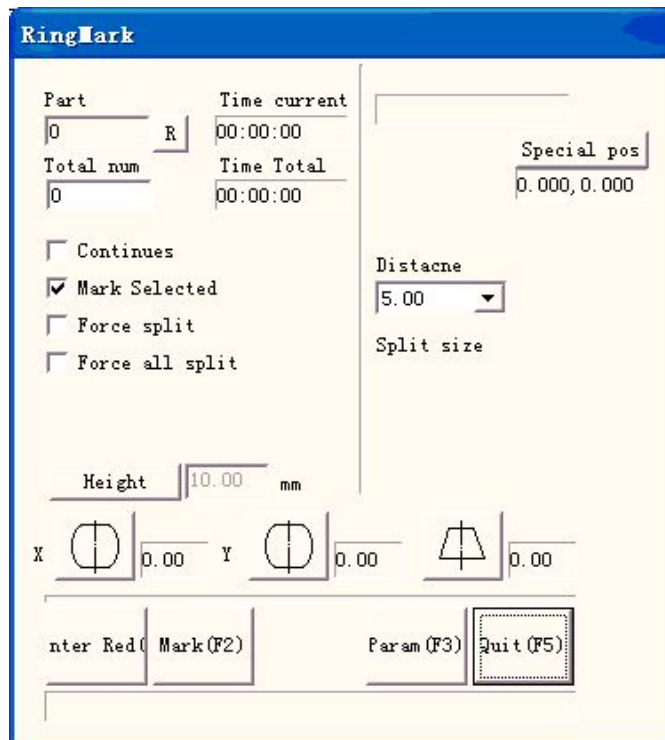 RingMark
Part Time current
0 R 00:00:00
Total num Time Total
0 00:00:00
Special pos
0.000,0.000
Continues
Mark Selected
Force split
Force all split
Distacne
5.00
Split size
Height 10.00 mm
X 0.00 Y 0.00 0.00
nter Red( Mark(F2) Param(F3) Quit(F5)